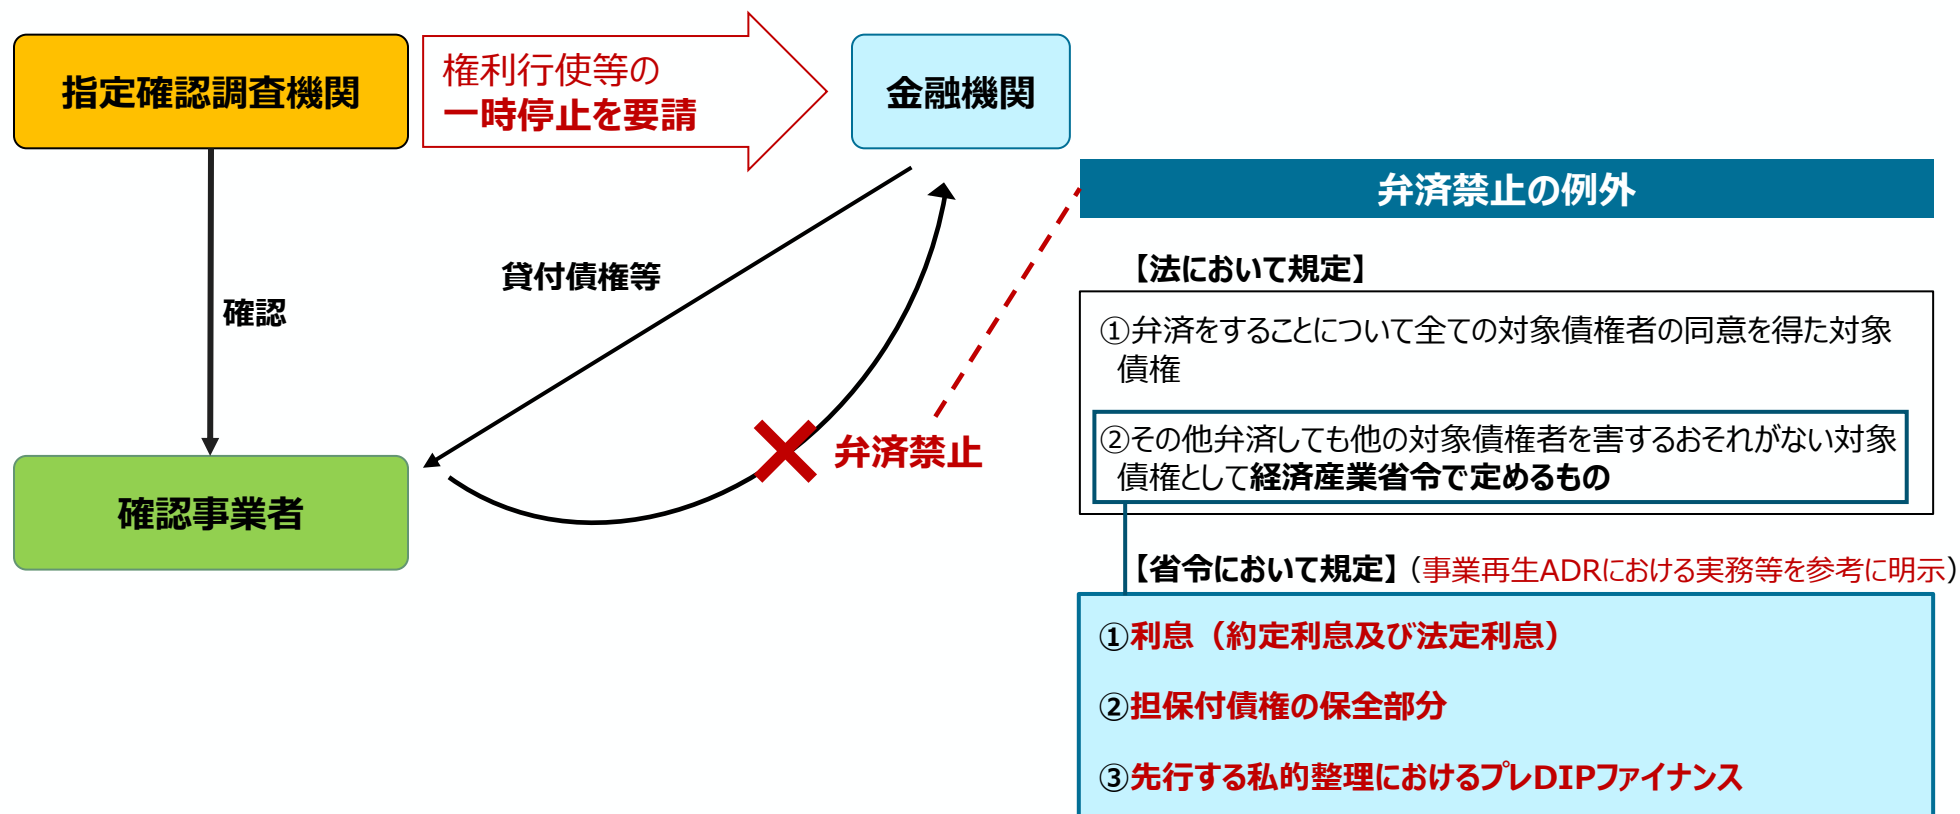 指定確認調査機関
権利行使等の
一時停止を要請
金融機関
弁済禁止の例外
【法において規定】
貸付債権等
確認
①弁済をすることについて全ての対象債権者の同意を得た対象
債権
②その他弁済しても他の対象債権者を害するおそれがない対象
債権として経済産業省令で定めるもの
弁済禁止
確認事業者
【省令において規定】（事業再生ADRにおける実務等を参考に明示）
①利息（約定利息及び法定利息）
②担保付債権の保全部分
③先行する私的整理におけるプレDIPファイナンス